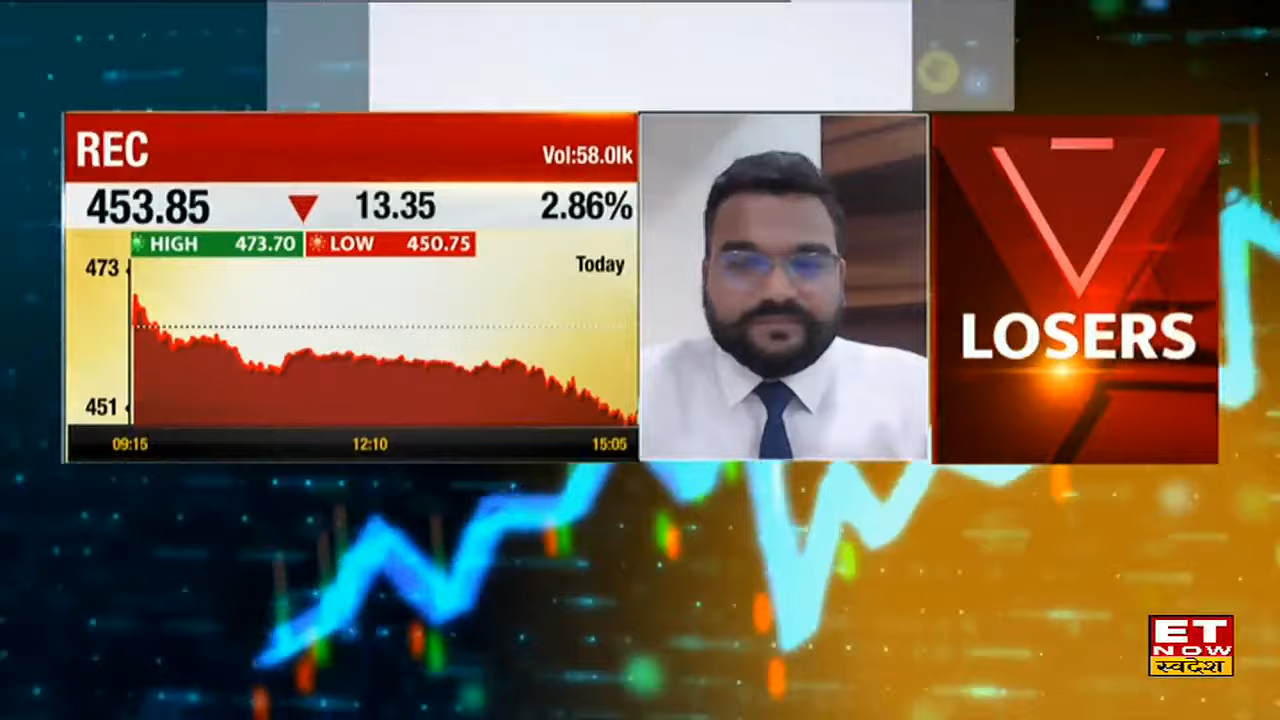 REC
Vol:58.0lk
453.85 ▼ 13.35 2.86%
HIGH 473.70 LOW 450.75
Today
473
451
09:15 12:10 15:05
LOSERS
ET
NOW
स्वदेश